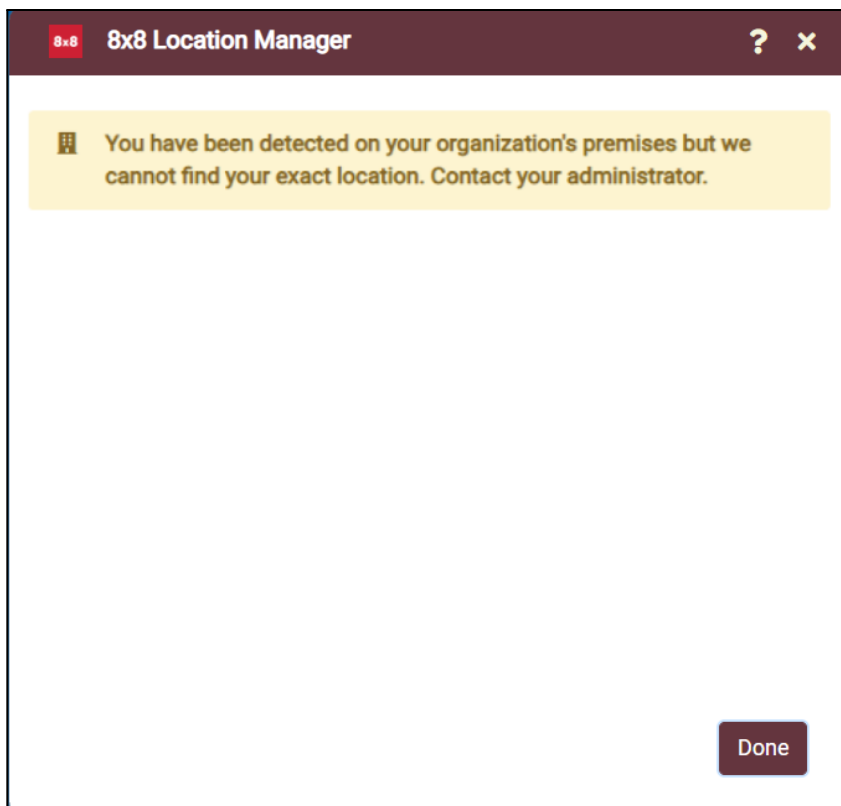 8x8 8x8 Location Manager ? ×
You have been detected on your organization's premises but we
cannot find your exact location. Contact your administrator.
Done